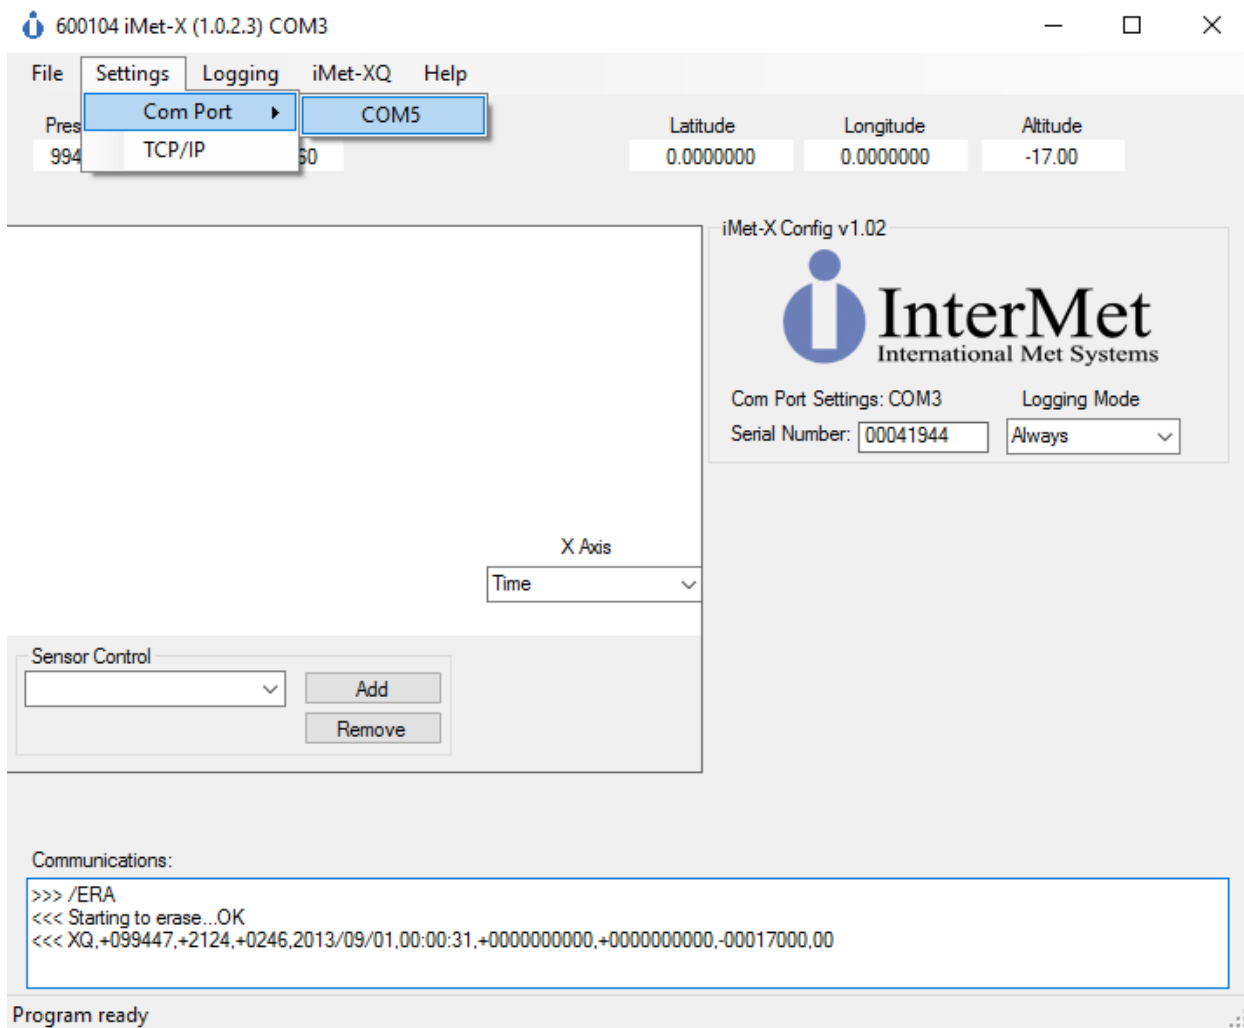 600104 iMet-X (1.0.2.3) COM3
File Settings Logging iMet-XQ Help
Com Port COM5
TCP/IP
Latitude Longitude Altitude
994
0.0000000 0.0000000 -17.00
iMet-X Config v1.02
InterMet
International Met Systems
Com Port Settings: COM3 Logging Mode
Serial Number: 00041944 Always
X Axis
Time
Sensor Control
Add
Remove
Communications:
>>> /ERA
<<< Starting to erase...OK
<<< XQ,+099447,+2124,+0246,2013/09/01,00:00:31,+0000000000,+0000000000,-00017000,00
Program ready